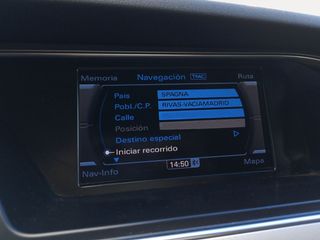 Memoria Navegación TMC Ruta
País SPAGNA
Pobl./C.P. RIVAS-VACIAMADRID
Calle
Posición
Destino especial
Iniciar recorrido
Nav-Info 14:50 Mapa